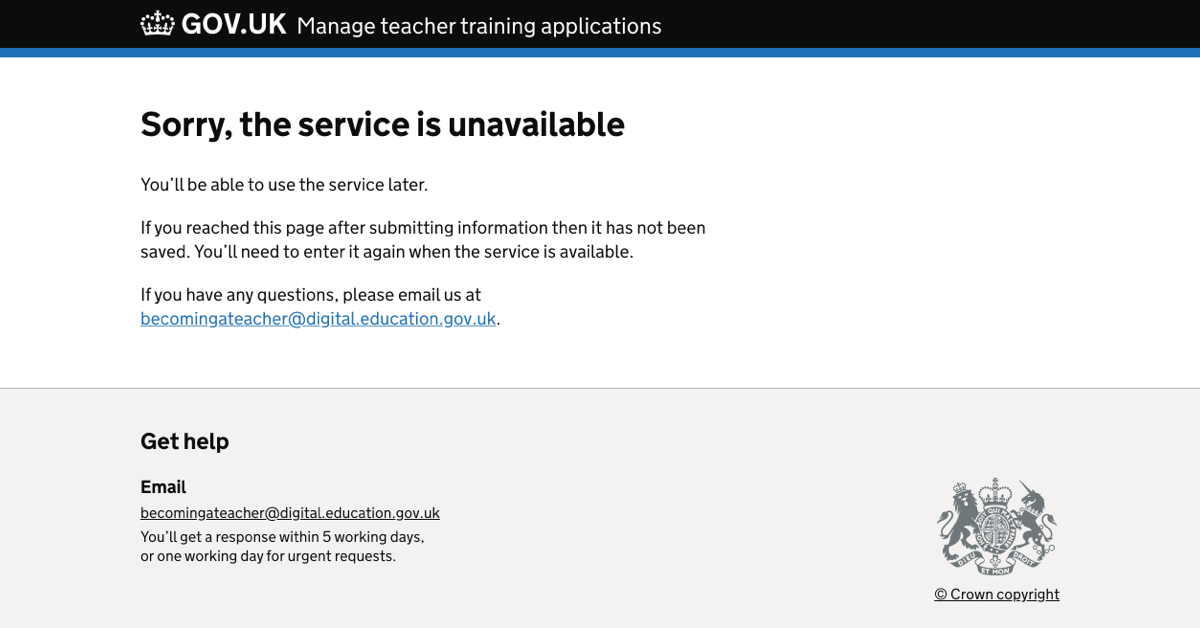 GOV.UK Manage teacher training applications
Sorry, the service is unavailable
You’ll be able to use the service later.
If you reached this page after submitting information then it has not been
saved. You’ll need to enter it again when the service is available.
If you have any questions, please email us at
becomingateacher@digital.education.gov.uk.
Get help
Email
becomingateacher@digital.education.gov.uk
You’ll get a response within 5 working days,
or one working day for urgent requests.
DIEU ET MON DROIT
© Crown copyright